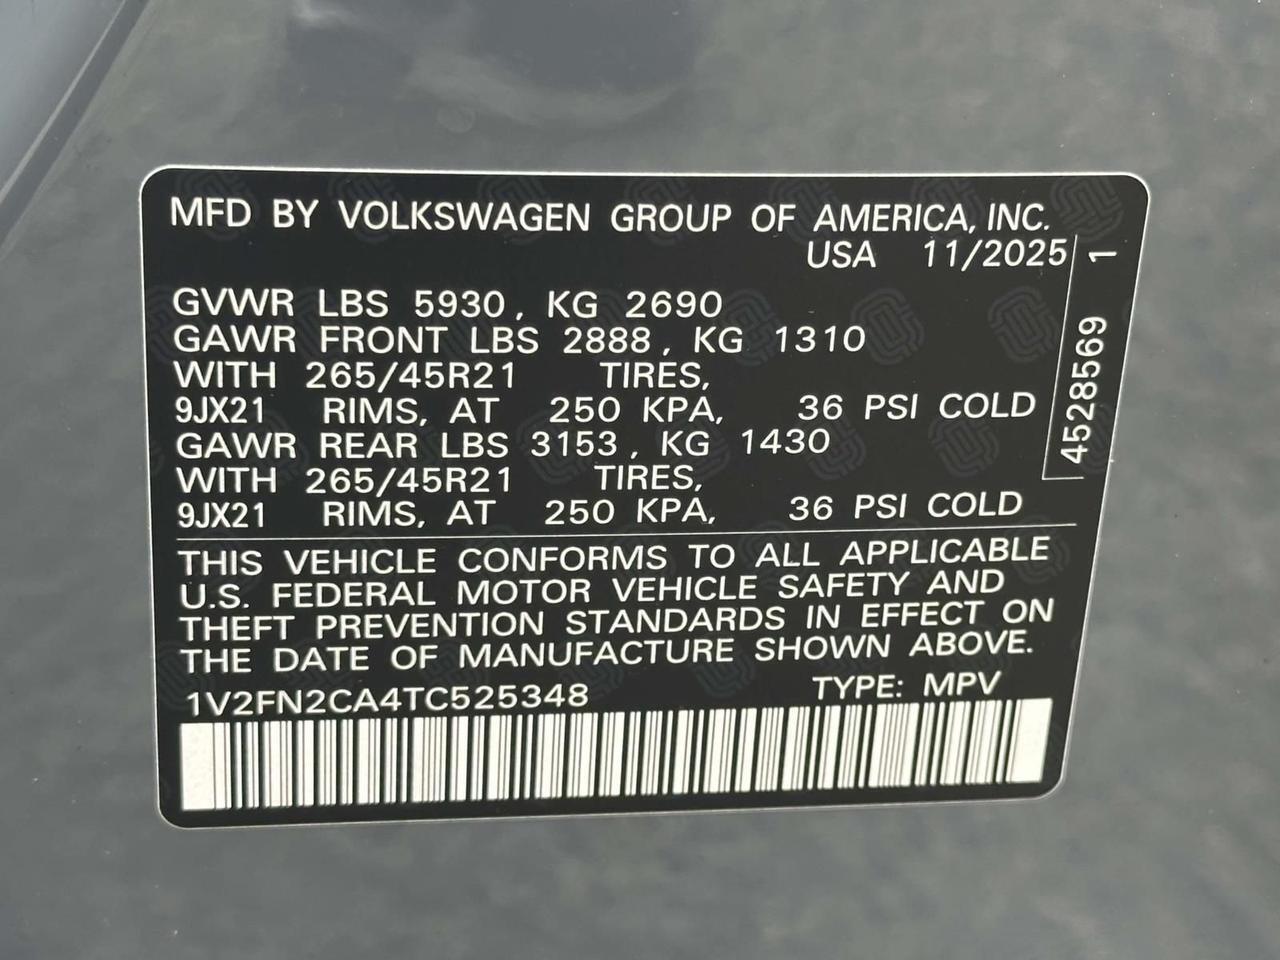 MFD BY VOLKSWAGEN GROUP OF AMERICA, INC.
USA 11/2025
GVWR LBS 5930, KG 2690
GAWR FRONT LBS 2888, KG 1310
WITH 265/45R21 TIRES,
9JX21 RIMS, AT 250 KPA, 36 PSI COLD
GAWR REAR LBS 3153, KG 1430
WITH 265/45R21 TIRES,
9JX21 RIMS, AT 250 KPA, 36 PSI COLD
THIS VEHICLE CONFORMS TO ALL APPLICABLE
U.S. FEDERAL MOTOR VEHICLE SAFETY AND
THEFT PREVENTION STANDARDS IN EFFECT ON
THE DATE OF MANUFACTURE SHOWN ABOVE.
1V2FN2CA4TC525348 TYPE: MPV
4528569 1